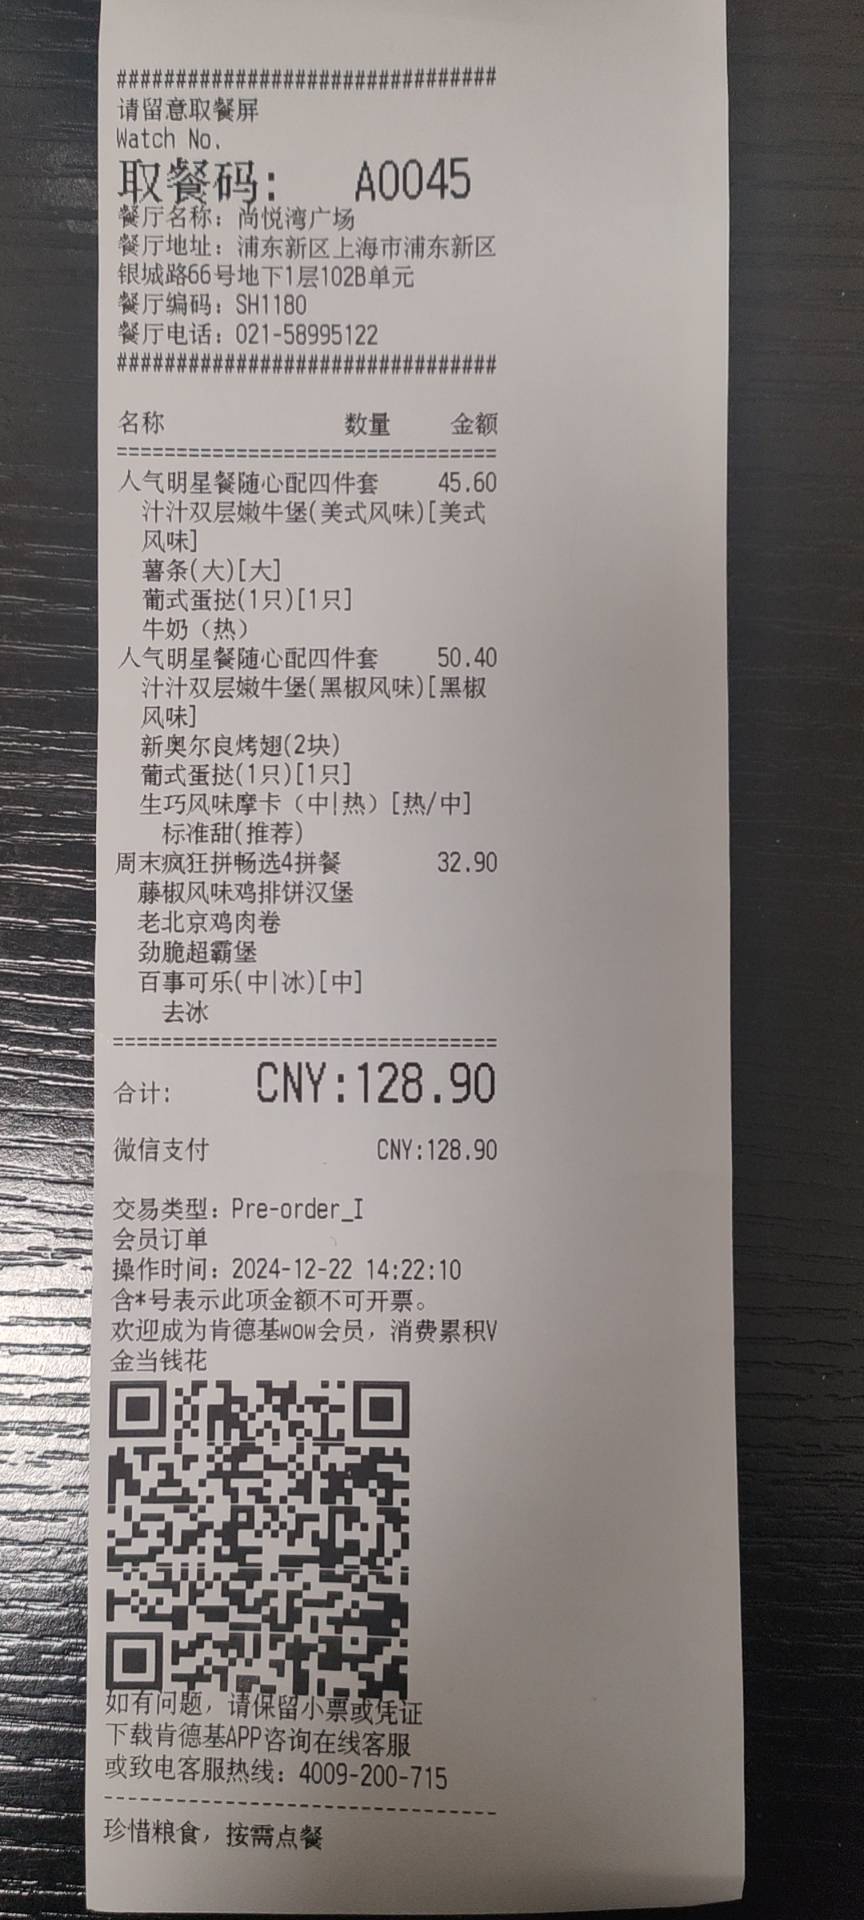 ################################
请留意取餐屏
Watch No.
取餐码: A0045
餐厅名称: 尚悦湾广场
餐厅地址: 浦东新区上海市浦东新区
银城路66号地下1层102B单元
餐厅编码: SH1180
餐厅电话: 021-58995122
################################
名称 数量 金额
================================
人气明星餐随心配四件套 45.60
汁汁双层嫩牛堡(美式风味)[美式
风味]
薯条(大)[大]
葡式蛋挞(1只)[1只]
牛奶（热）
人气明星餐随心配四件套 50.40
汁汁双层嫩牛堡(黑椒风味)[黑椒
风味]
新奥尔良烤翅(2块)
葡式蛋挞(1只)[1只]
生巧风味摩卡（中|热）[热/中]
标准甜(推荐)
周末疯狂拼畅选4拼餐 32.90
藤椒风味鸡排饼汉堡
老北京鸡肉卷
劲脆超霸堡
百事可乐(中|冰)[中]
去冰
================================
合计: CNY:128.90
微信支付 CNY:128.90
交易类型: Pre-order_I
会员订单
操作时间: 2024-12-22 14:22:10
含*号表示此项金额不可开票。
欢迎成为肯德基wow会员，消费累积V
金当钱花
如有问题，请保留小票或凭证
下载肯德基APP咨询在线客服
或致电客服热线: 4009-200-715
--------------------------------
珍惜粮食，按需点餐